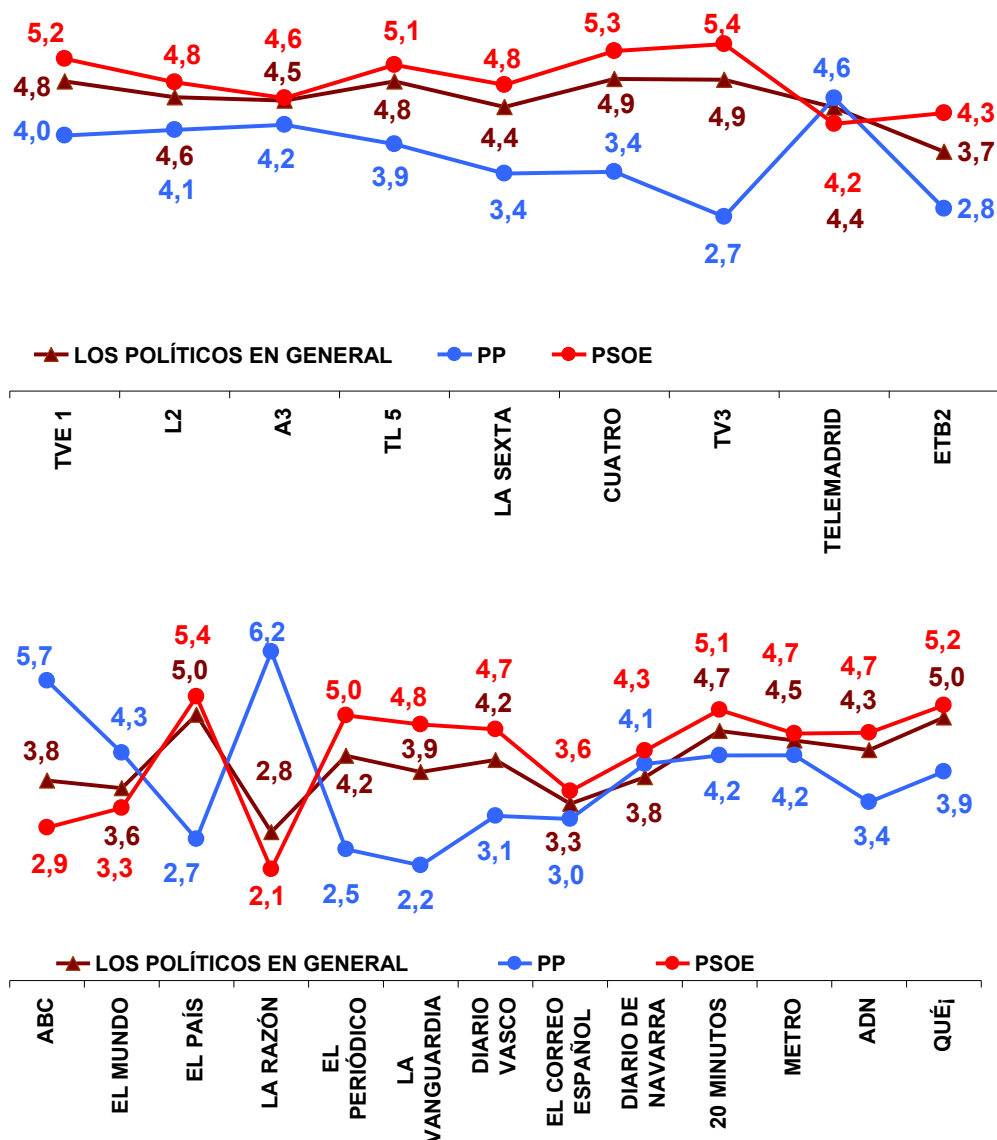 5,2 4,8 4,6 5,1 4,8 5,3 5,4 4,6 4,3
4,8 4,6 4,5 4,8 4,4 4,9 4,9 4,4 3,7
4,0 4,1 4,2 3,9 3,4 3,4 2,7 4,2 2,8
LOS POLÍTICOS EN GENERAL PP PSOE
TVE 1
L2
A3
TL 5
LA SEXTA
CUATRO
TV3
TELEMADRID
ETB2
5,7 4,3 5,4 6,2 5,0 4,8 4,7 3,6 4,3 5,1 4,7 4,7 5,2
3,8 3,6 5,0 2,8 4,2 3,9 4,2 3,3 4,1 4,7 4,5 4,3 5,0
2,9 3,3 2,7 2,1 2,5 2,2 3,1 3,0 3,8 4,2 4,2 3,4 3,9
LOS POLÍTICOS EN GENERAL PP PSOE
ABC
EL MUNDO
EL PAÍS
LA RAZÓN
EL
PERIÓDICO
LA
VANGUARDIA
DIARIO
VASCO
EL CORREO
ESPAÑOL
DIARIO DE
NAVARRA
20 MINUTOS
METRO
ADN
QUÉ¡